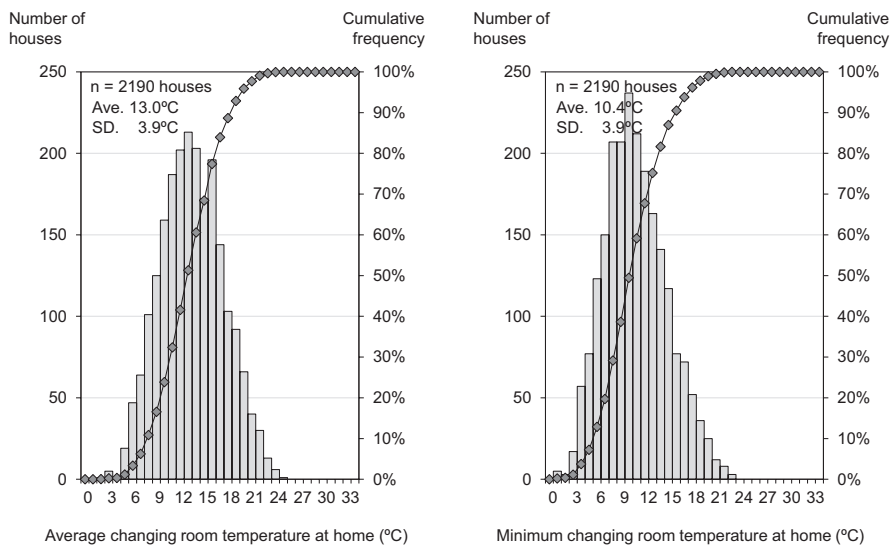 Number of
houses
Cumulative
frequency
250
200
150
100
50
0
n = 2190 houses
Ave. 13.0ºC
SD. 3.9ºC
100%
90%
80%
70%
60%
50%
40%
30%
20%
10%
0%
0 3 6 9 12 15 18 21 24 27 30 33
Average changing room temperature at home (ºC)
Number of
houses
Cumulative
frequency
250
200
150
100
50
0
n = 2190 houses
Ave. 10.4ºC
SD. 3.9ºC
100%
90%
80%
70%
60%
50%
40%
30%
20%
10%
0%
0 3 6 9 12 15 18 21 24 27 30 33
Minimum changing room temperature at home (ºC)